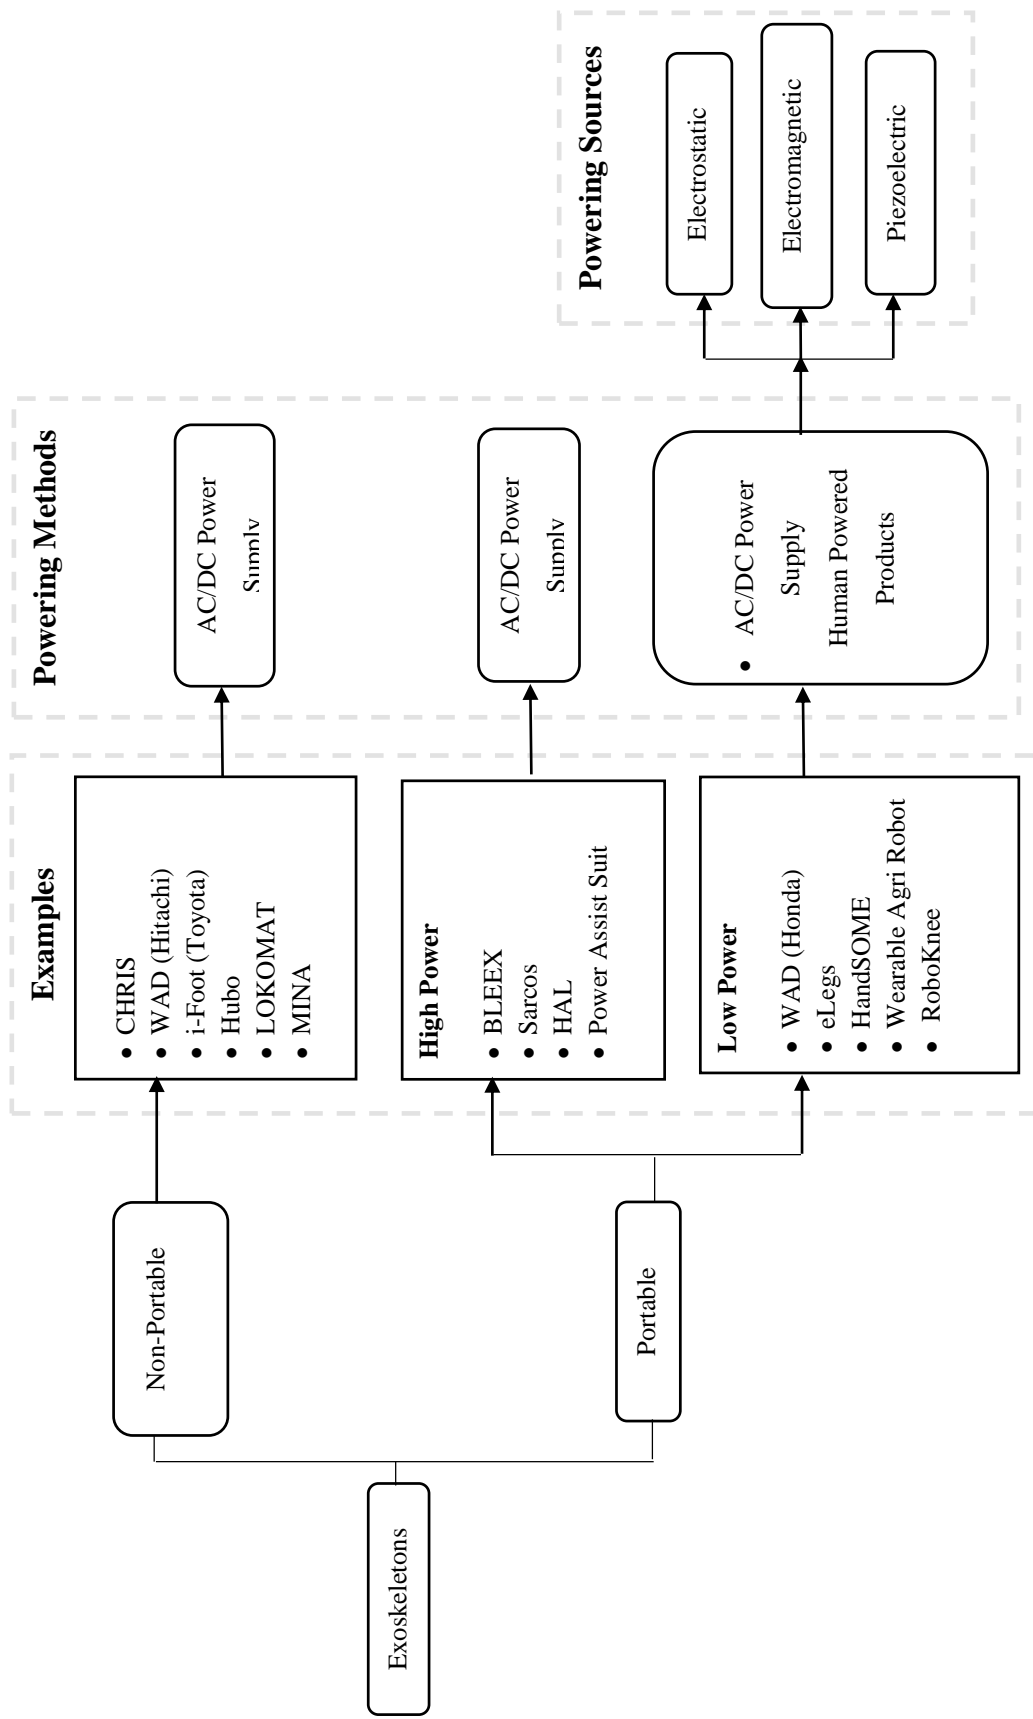 Examples
Powering Methods
Powering Sources
Exoskeletons
Non-Portable
• CHRIS
• WAD (Hitachi)
• i-Foot (Toyota)
• Hubo
• LOKOMAT
• MINA
AC/DC Power
Supply
Portable
High Power
• BLEEX
• Sarcos
• HAL
• Power Assist Suit
AC/DC Power
Supply
Low Power
• WAD (Honda)
• eLegs
• HandSOME
• Wearable Agri Robot
• RoboKnee
• AC/DC Power
Supply
Human Powered
Products
Electrostatic
Electromagnetic
Piezoelectric